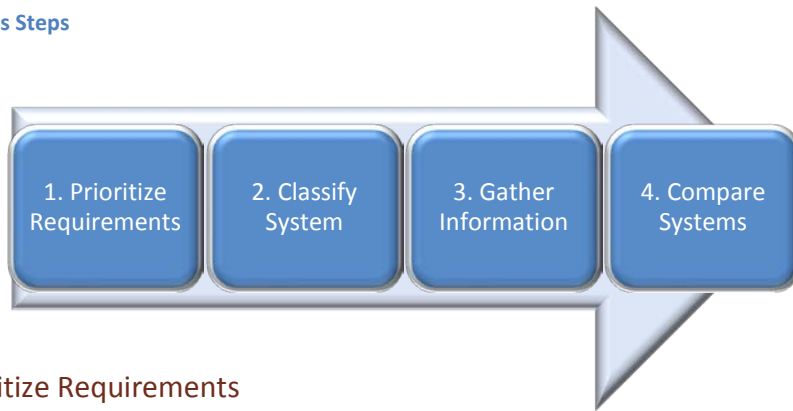 s Steps
1. Prioritize
Requirements
2. Classify
System
3. Gather
Information
4. Compare
Systems
itize Requirements